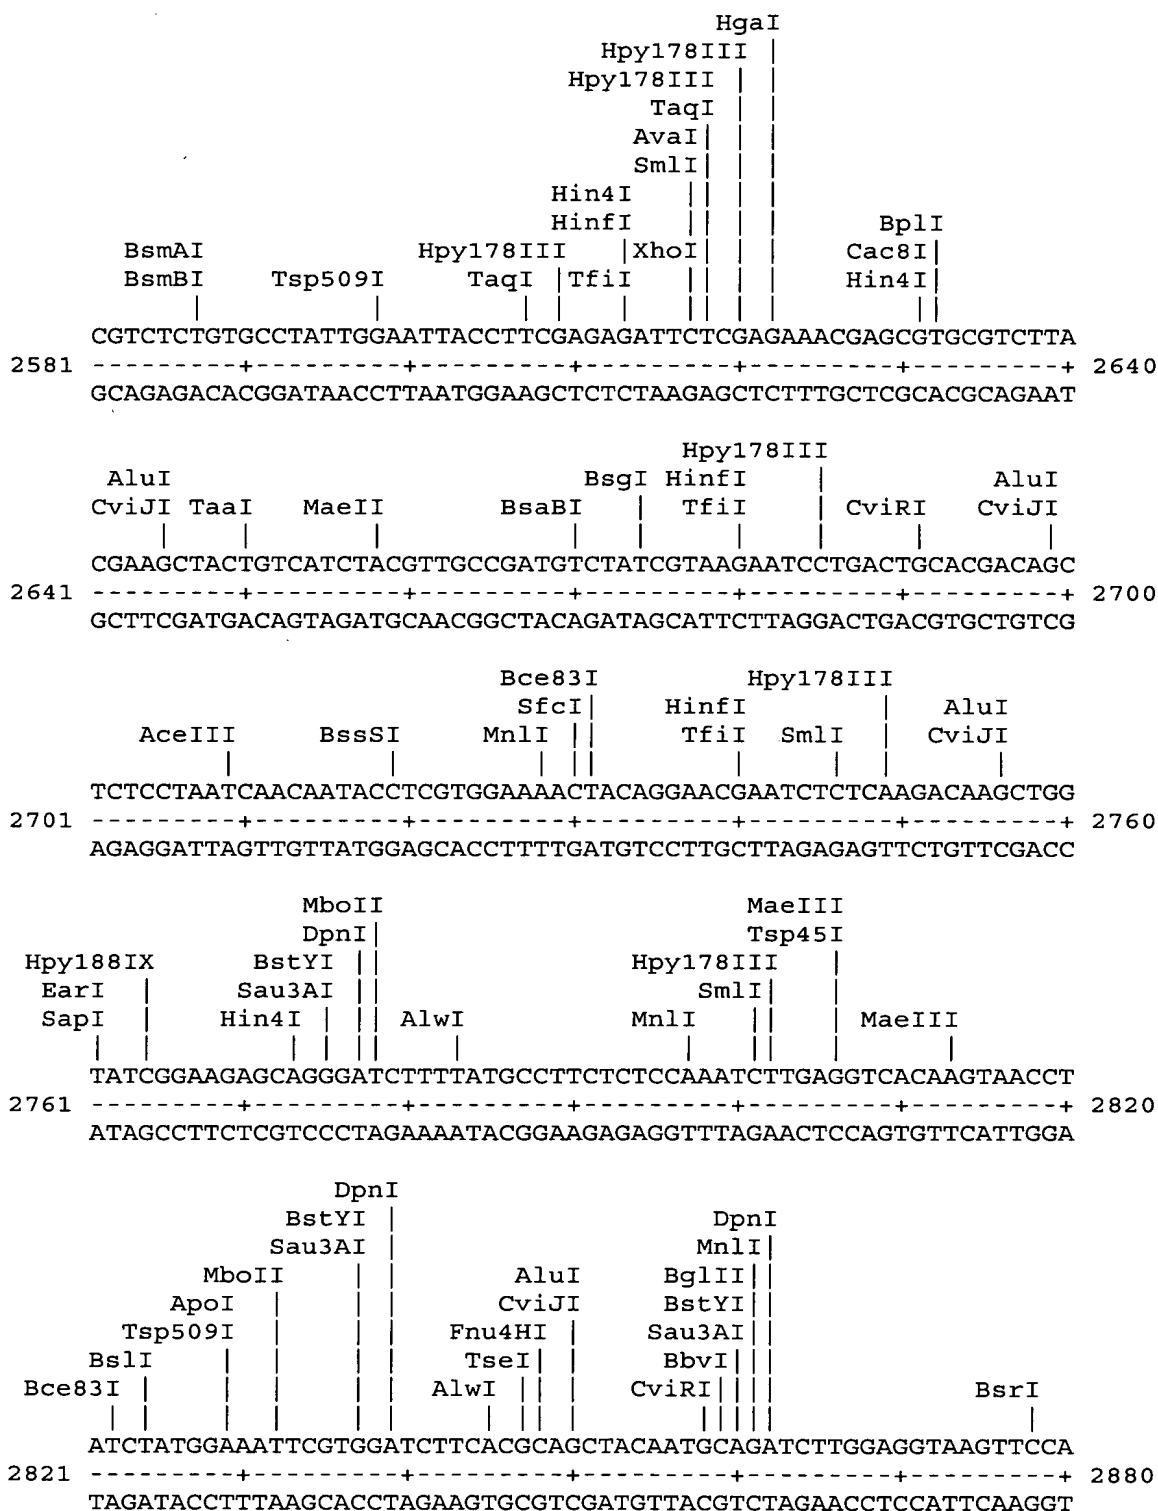 HgaI
Hpy178III |
Hpy178III | |
TaqI | |
AvaI| | |
SmlI| | |
Hin4I || | |
HinfI || | | BplI
BsmAI Hpy178III |XhoI| | | Cac8I|
BsmBI Tsp509I TaqI | TfiI | || | | Hin4I||
| | | | | || | | ||
CGTCTCTGTGCCTATTGGAATTACCTTCGAGAGATTCTCGAGAAACGAGCGTGCGTCTTA
2581 ---------+---------+---------+---------+---------+---------+ 2640
GCAGAGACACGGATAACCTTAATGGAAGCTCTCTAAGAGCTCTTTGCTCGCACGCAGAAT
Hpy178III
AluI BsgI HinfI | AluI
CviJI TaaI MaeII BsaBI | TfiI | CviRI CviJI
| | | | | | | | |
CGAAGCTACTGTCATCTACGTTGCCGATGTCTATCGTAAGAATCCTGACTGCACGACAGC
2641 ---------+---------+---------+---------+---------+---------+ 2700
GCTTCGATGACAGTAGATGCAACGGCTACAGATAGCATTCTTAGGACTGACGTGCTGTCG
Bce83I Hpy178III
SfcI| HinfI | AluI
AceIII BssSI MnlI || TfiI SmlI | CviJI
| | | || | | | |
TCTCCTAATCAACAATACCTCGTGGAAAACTACAGGAACGAATCTCTCAAGACAAGCTGG
2701 ---------+---------+---------+---------+---------+---------+ 2760
AGAGGATTAGTTGTTATGGAGCACCTTTTGATGTCCTTGCTTAGAGAGTTCTGTTCGACC
MboII MaeIII
DpnI| Tsp45I
Hpy188IX BstYI || Hpy178III |
EarI | Sau3AI || SmlI| |
SapI | Hin4I | || AlwI MnlI || | MaeIII
| | | | || | | || | |
TATCGGAAGAGCAGGGATCTTTTATGCCTTCTCTCCAAATCTTGAGGTCACAAGTAACCT
2761 ---------+---------+---------+---------+---------+---------+ 2820
ATAGCCTTCTCGTCCCTAGAAAATACGGAAGAGAGGTTTAGAACTCCAGTGTTCATTGGA
DpnI
BstYI | DpnI
Sau3AI | MnlI|
MboII | | AluI BglII||
ApoI | | | CviJI BstYI||
Tsp509I | | | Fnu4HI | Sau3AI||
BslI | | | | TseI| | BbvI|||
Bce83I | | | | | AlwI || | CviRI|||| BsrI
| | | | | | | || | ||||| |
ATCTATGGAAATTCGTGGATCTTCACGCAGCTACAATGCAGATCTTGGAGGTAAGTTCCA
2821 ---------+---------+---------+---------+---------+---------+ 2880
TAGATACCTTTAAGCACCTAGAAGTGCGTCGATGTTACGTCTAGAACCTCCATTCAAGGT